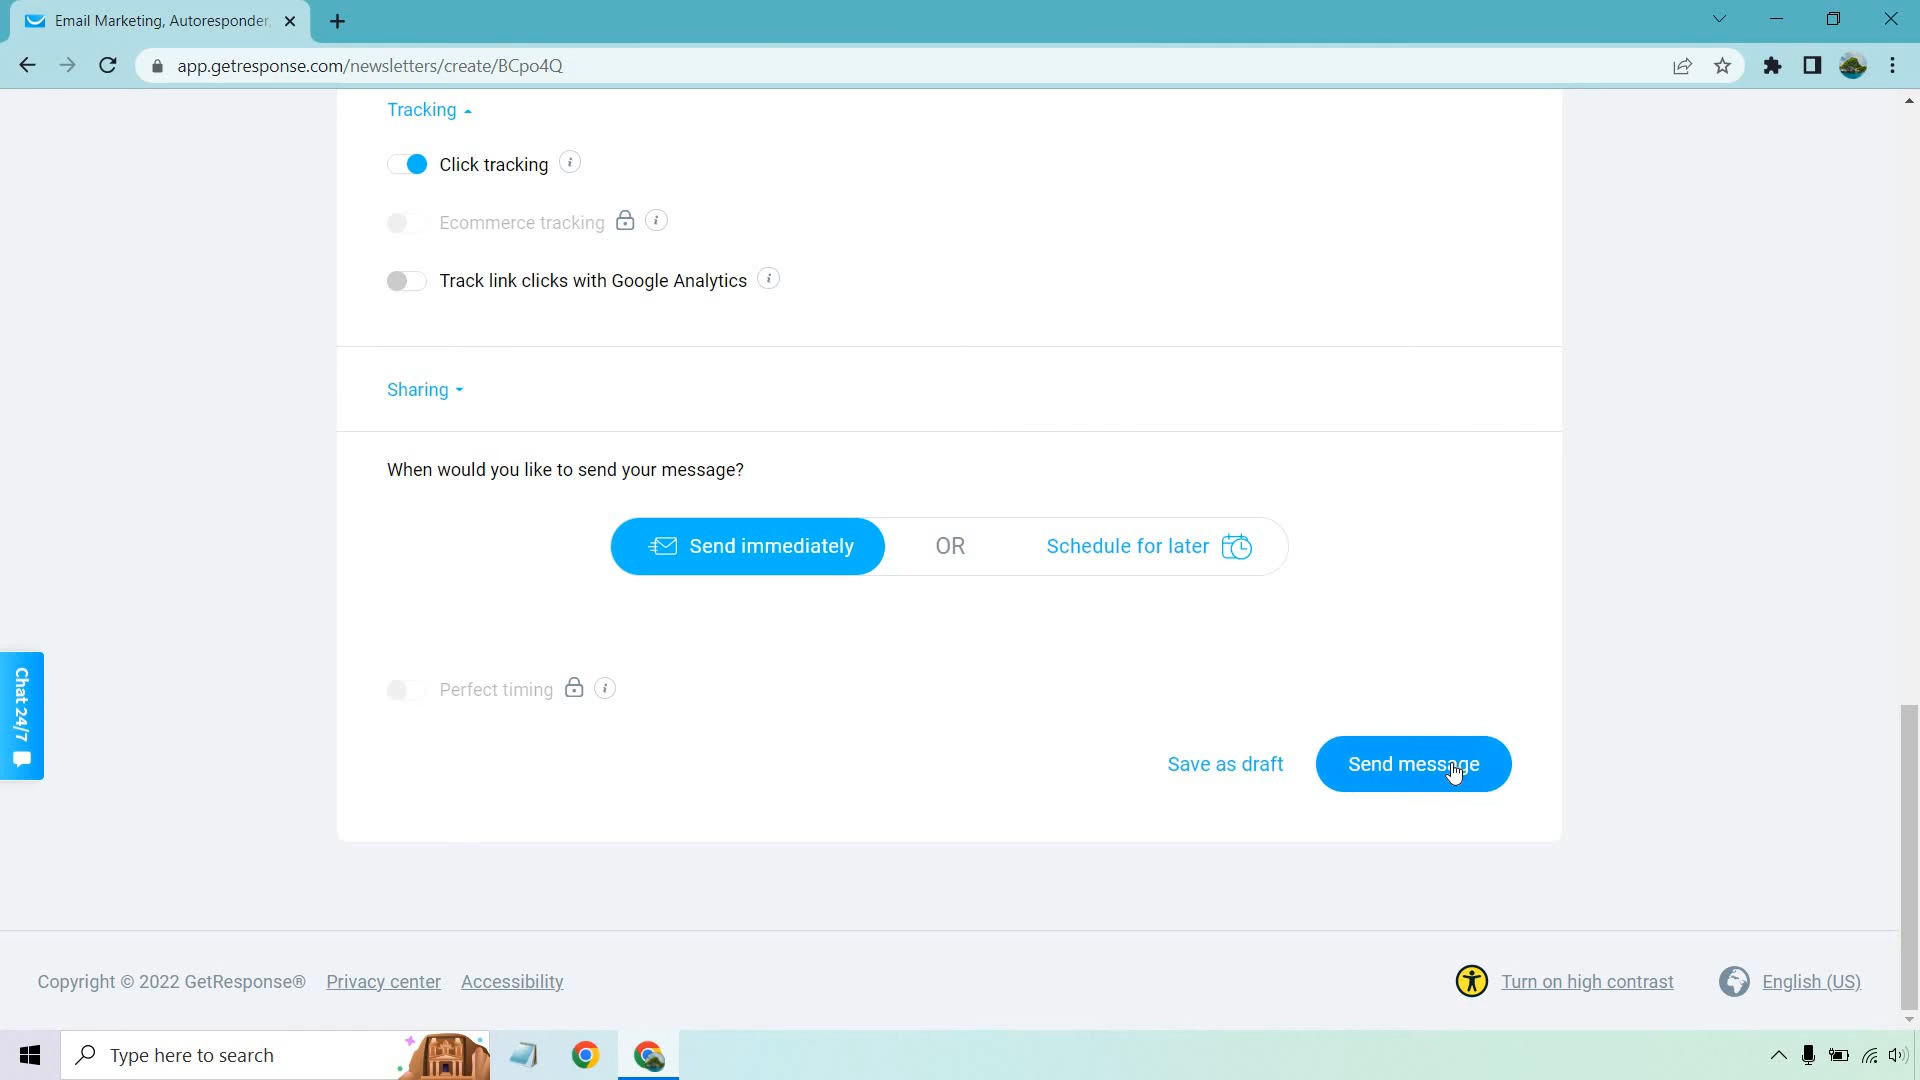 Email Marketing, Autoresponder,
app.getresponse.com/newsletters/create/BCpo4Q
Tracking
Click tracking
Ecommerce tracking
Track link clicks with Google Analytics
Sharing
When would you like to send your message?
Send immediately OR Schedule for later
Chat 24/7
Perfect timing
Save as draft Send message
Copyright © 2022 GetResponse® Privacy center Accessibility Turn on high contrast English (US)
Type here to search